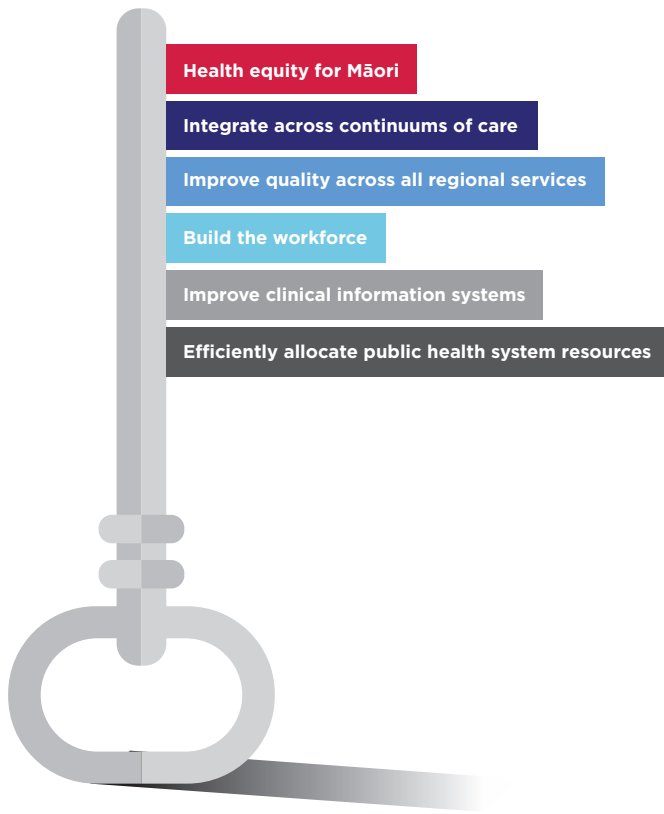 Health equity for Māori
Integrate across continuums of care
Improve quality across all regional services
Build the workforce
Improve clinical information systems
Efficiently allocate public health system resources